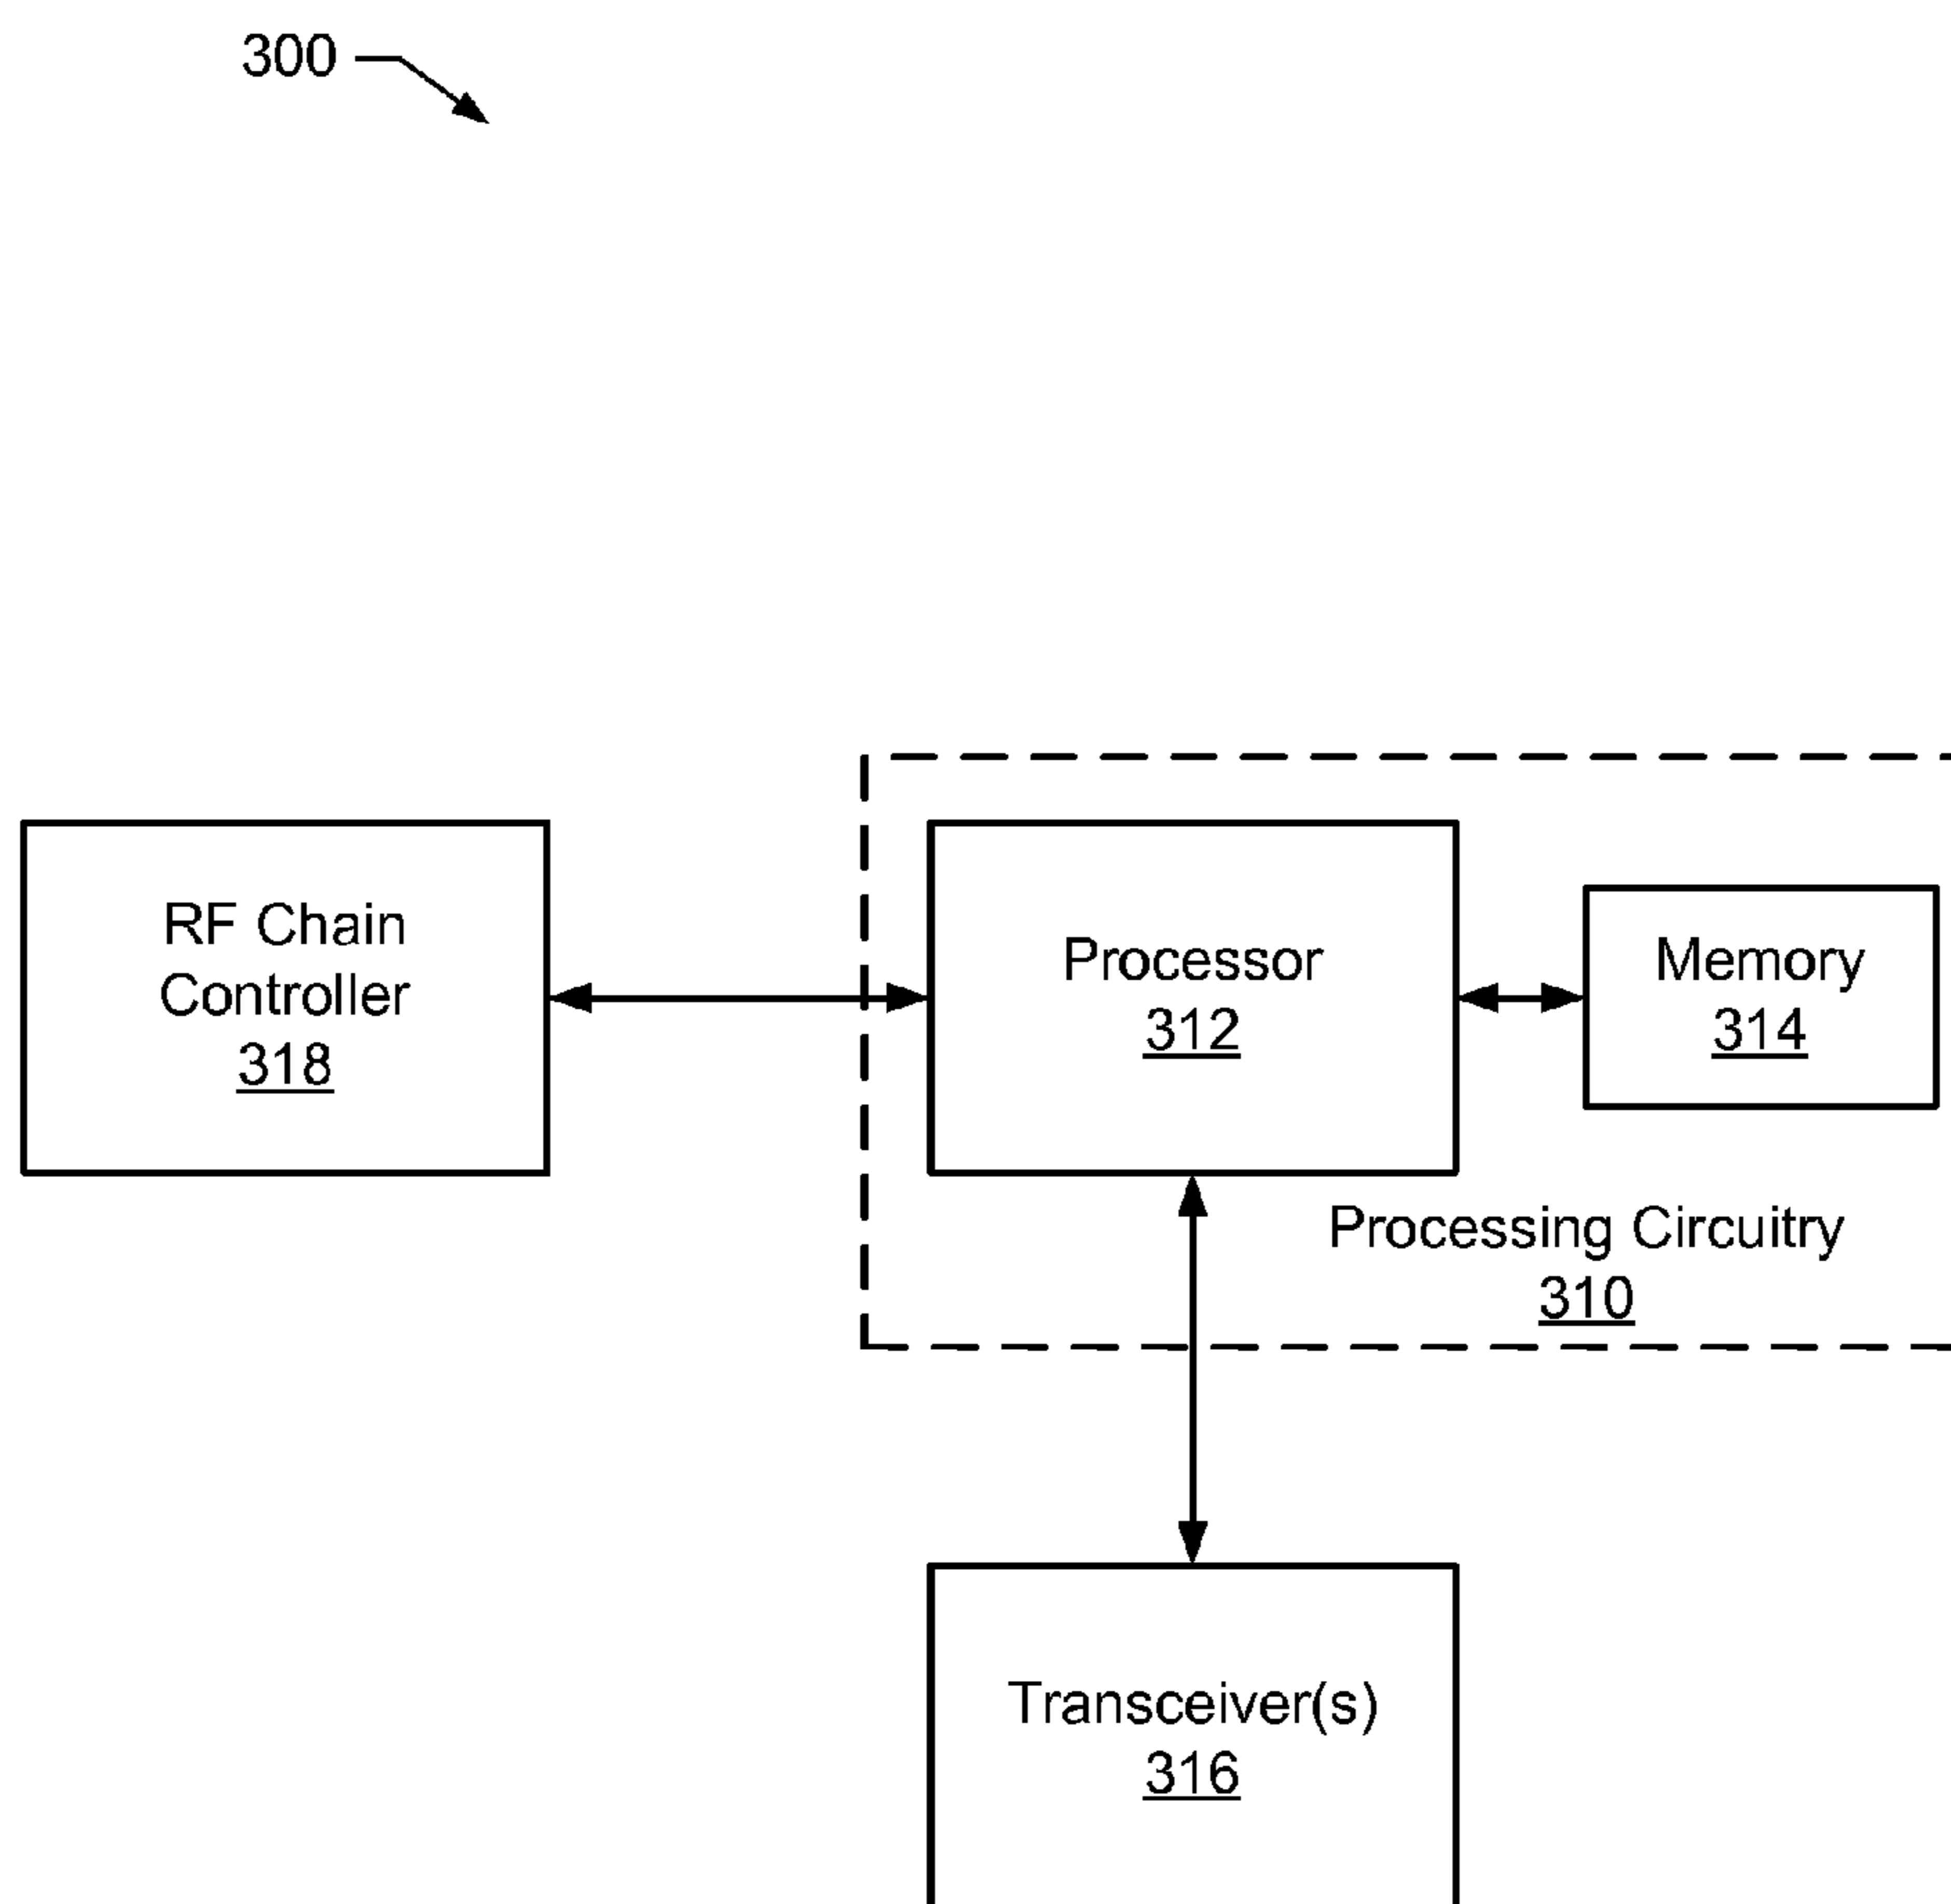 300
RF Chain
Controller
318
Processor
312
Memory
314
Processing Circuitry
310
Transceiver(s)
316